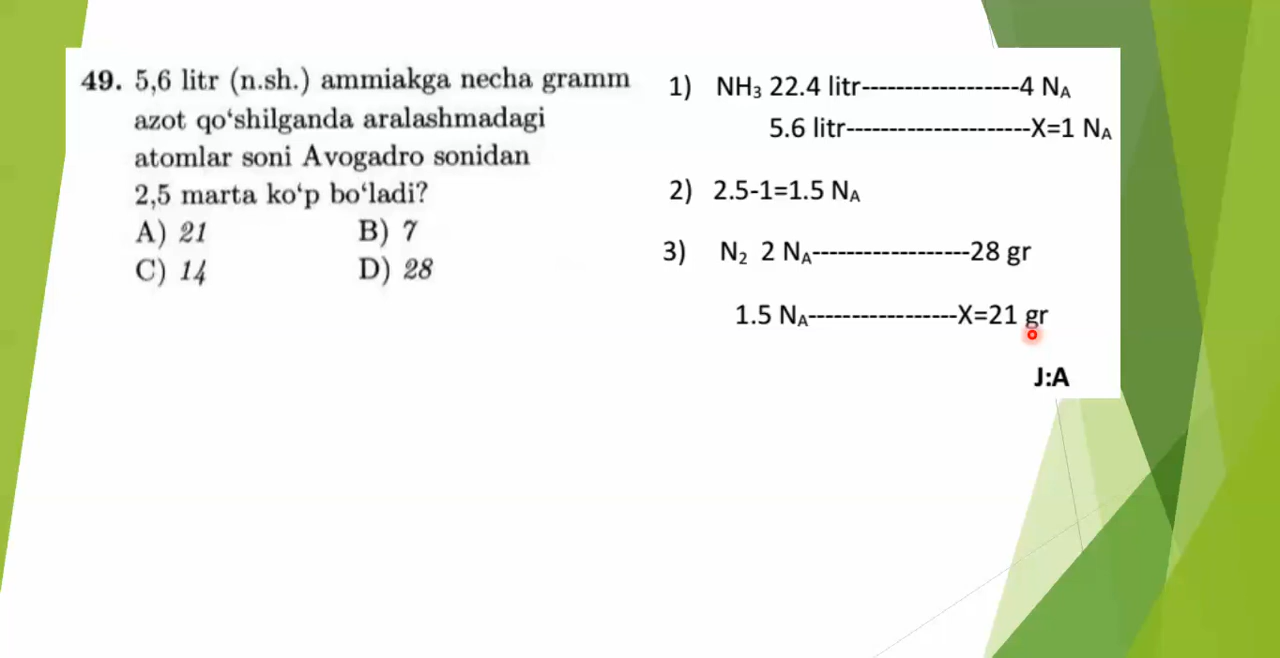 49. 5,6 litr (n.sh.) ammiakga necha gramm
azot qo‘shilganda aralashmadagi
atomlar soni Avogadro sonidan
2,5 marta ko‘p bo‘ladi?
A) 21 B) 7
C) 14 D) 28
1) NH₃ 22.4 litr------------------4 Nₐ
5.6 litr---------------------X=1 Nₐ
2) 2.5-1=1.5 Nₐ
3) N₂ 2 Nₐ------------------28 gr
1.5 Nₐ-----------------X=21 gr
J:A